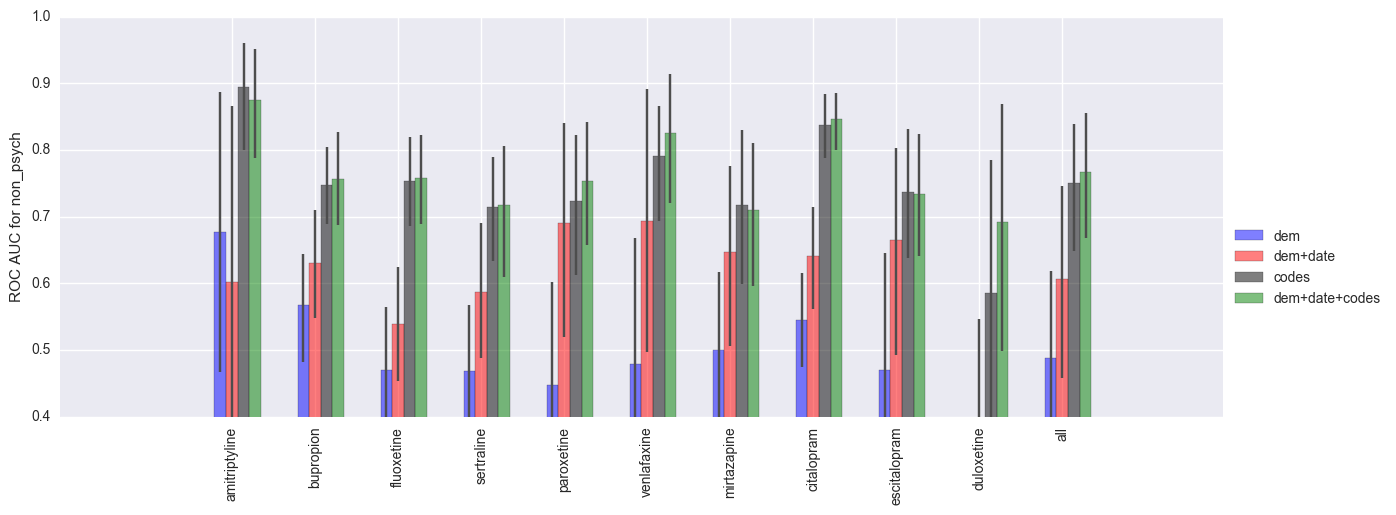 1.0
0.9
0.8
0.7
0.6
0.5
0.4
ROC AUC for non_psych
amitriptyline
bupropion
fluoxetine
sertraline
paroxetine
venlafaxine
mirtazapine
citalopram
escitalopram
duloxetine
all
dem
dem+date
codes
dem+date+codes